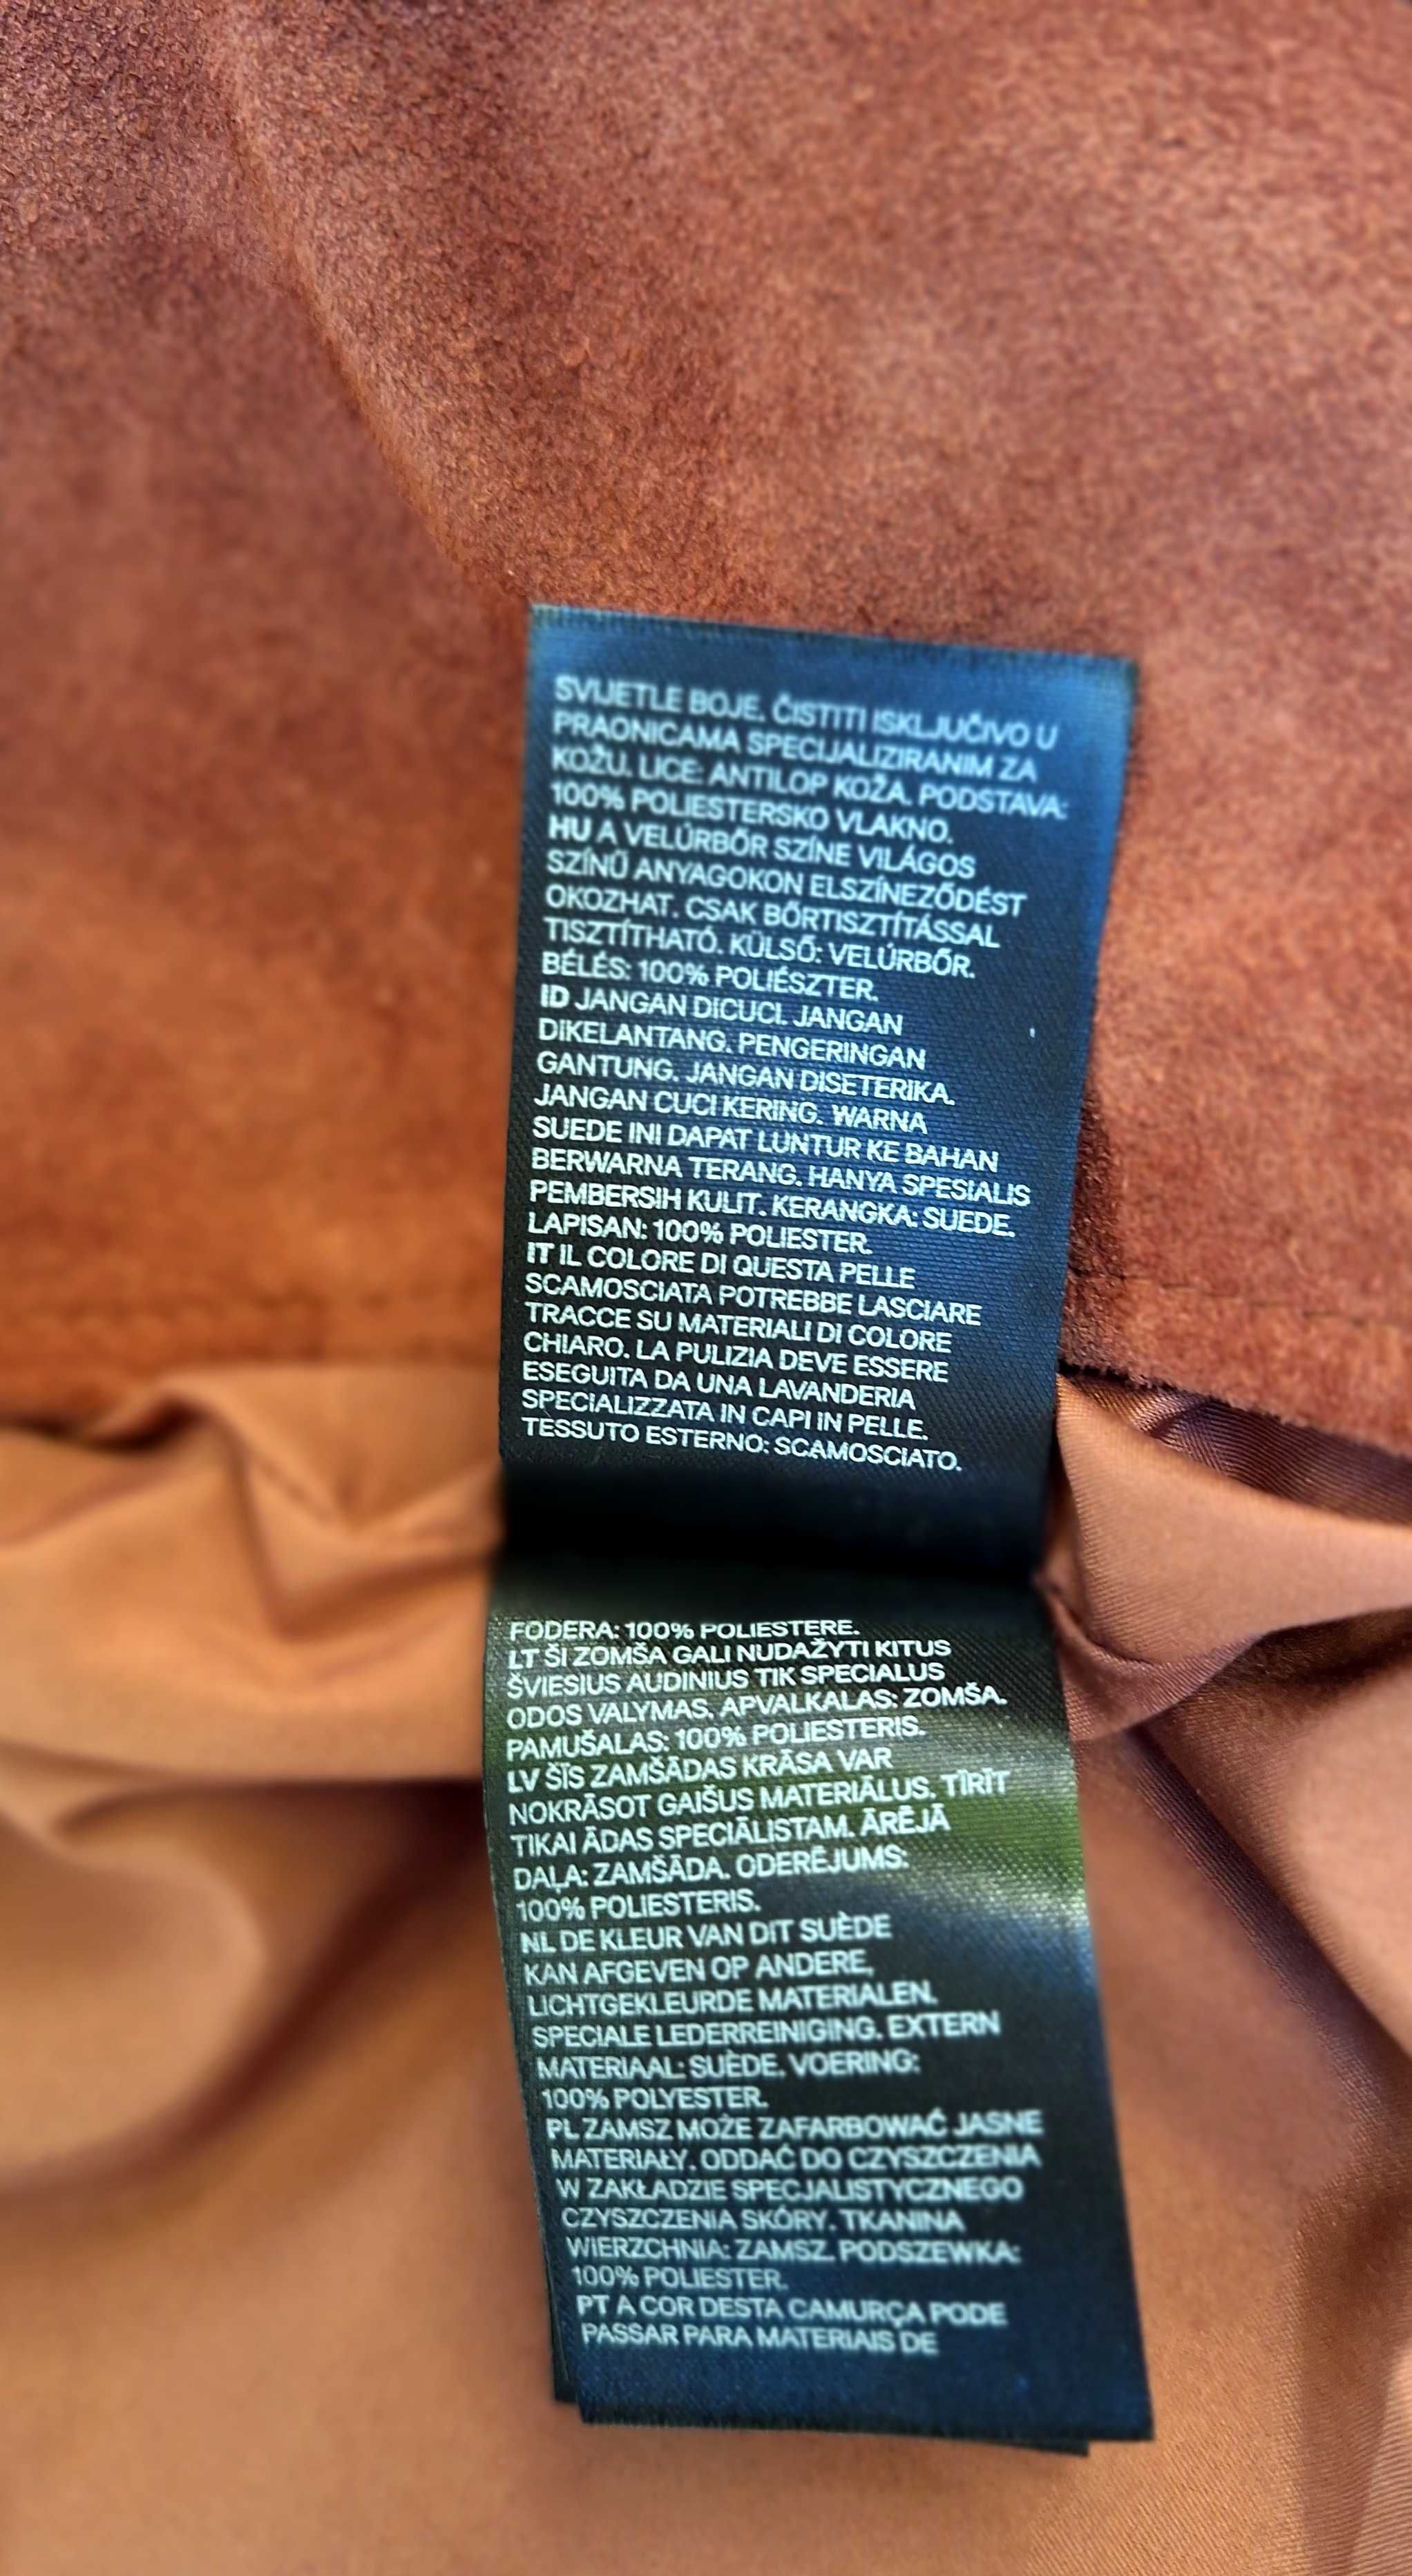 SVIJETLE BOJE. ČISTITI ISKLJUČIVO U
PRAONICAMA SPECIJALIZIRANIM ZA
KOŽU. LICE: ANTILOP KOŽA. PODSTAVA:
100% POLIESTERSKO VLAKNO.
HU A VELÚRBŐR SZÍNE VILÁGOS
SZÍNŰ ANYAGOKON ELSZÍNEZŐDÉST
OKOZHAT. CSAK BŐRTISZTÍTÁSSAL
TISZTÍTHATÓ. KÜLSŐ: VELÚRBŐR.
BÉLÉS: 100% POLIÉSZTER.
ID JANGAN DICUCI. JANGAN
DIKELANTANG. PENGERINGAN
GANTUNG. JANGAN DISETERIKA.
JANGAN CUCI KERING. WARNA
SUEDE INI DAPAT LUNTUR KE BAHAN
BERWARNA TERANG. HANYA SPESIALIS
PEMBERSIH KULIT. KERANGKA: SUEDE.
LAPISAN: 100% POLIESTER.
IT IL COLORE DI QUESTA PELLE
SCAMOSCIATA POTREBBE LASCIARE
TRACCE SU MATERIALI DI COLORE
CHIARO. LA PULIZIA DEVE ESSERE
ESEGUITA DA UNA LAVANDERIA
SPECIALIZZATA IN CAPI IN PELLE.
TESSUTO ESTERNO: SCAMOSCIATO.
FODERA: 100% POLIESTERE.
LT ŠI ZOMŠA GALI NUDAŽYTI KITUS
ŠVIESIUS AUDINIUS TIK SPECIALUS
ODOS VALYMAS. APVALKALAS: ZOMŠA.
PAMUŠALAS: 100% POLIESTERIS.
LV ŠĪS ZAMŠĀDAS KRĀSA VAR
NOKRĀSOT GAIŠUS MATERIĀLUS. TĪRĪT
TIKAI ĀDAS SPECIĀLISTAM. ĀRĒJĀ
DAĻA: ZAMŠĀDA. ODERĒJUMS:
100% POLIESTERIS.
NL DE KLEUR VAN DIT SUÈDE
KAN AFGEVEN OP ANDERE,
LICHTGEKLEURDE MATERIALEN.
SPECIALE LEDERREINIGING. EXTERN
MATERIAAL: SUÈDE. VOERING:
100% POLYESTER.
PL ZAMSZ MOŻE ZAFARBOWAĆ JASNE
MATERIAŁY. ODDAĆ DO CZYSZCZENIA
W ZAKŁADZIE SPECJALISTYCZNEGO
CZYSZCZENIA SKÓRY. TKANINA
WIERZCHNIA: ZAMSZ. PODSZEWKA:
100% POLIESTER.
PT A COR DESTA CAMURÇA PODE
PASSAR PARA MATERIAIS DE